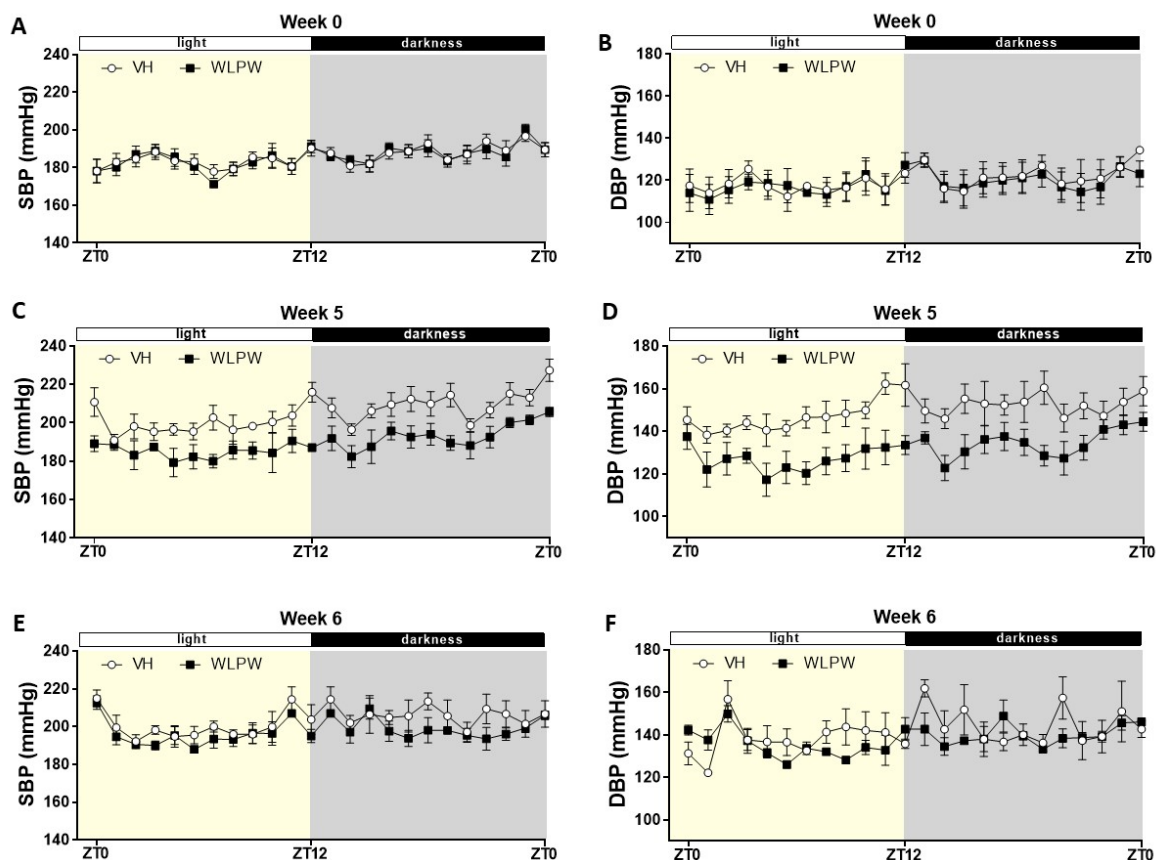 A
Week 0
light darkness
VH WLPW
SBP (mmHg)
240
220
200
180
160
140
ZT0 ZT12 ZT0
B
Week 0
light darkness
VH WLPW
DBP (mmHg)
180
160
140
120
100
ZT0 ZT12 ZT0
C
Week 5
light darkness
VH WLPW
SBP (mmHg)
240
220
200
180
160
140
ZT0 ZT12 ZT0
D
Week 5
light darkness
VH WLPW
DBP (mmHg)
180
160
140
120
100
ZT0 ZT12 ZT0
E
Week 6
light darkness
VH WLPW
SBP (mmHg)
240
220
200
180
160
140
ZT0 ZT12 ZT0
F
Week 6
light darkness
VH WLPW
DBP (mmHg)
180
160
140
120
100
ZT0 ZT12 ZT0